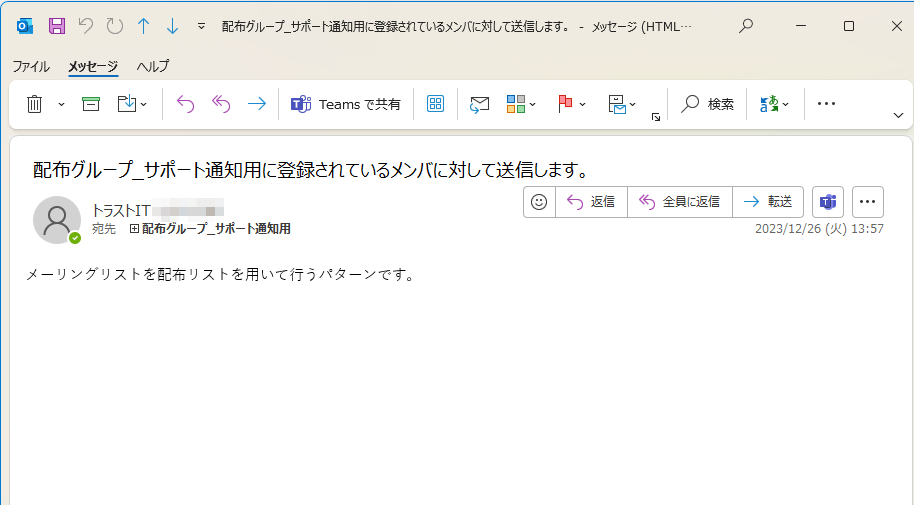 配布グループ_サポート通知用に登録されているメンバに対して送信します。 - メッセージ (HTML...
ファイル メッセージ ヘルプ
Teams で共有 検索
配布グループ_サポート通知用に登録されているメンバに対して送信します。
返信 全員に返信 転送
トラストIT
宛先 配布グループ_サポート通知用
2023/12/26 (火) 13:57
メーリングリストを配布リストを用いて行うパターンです。